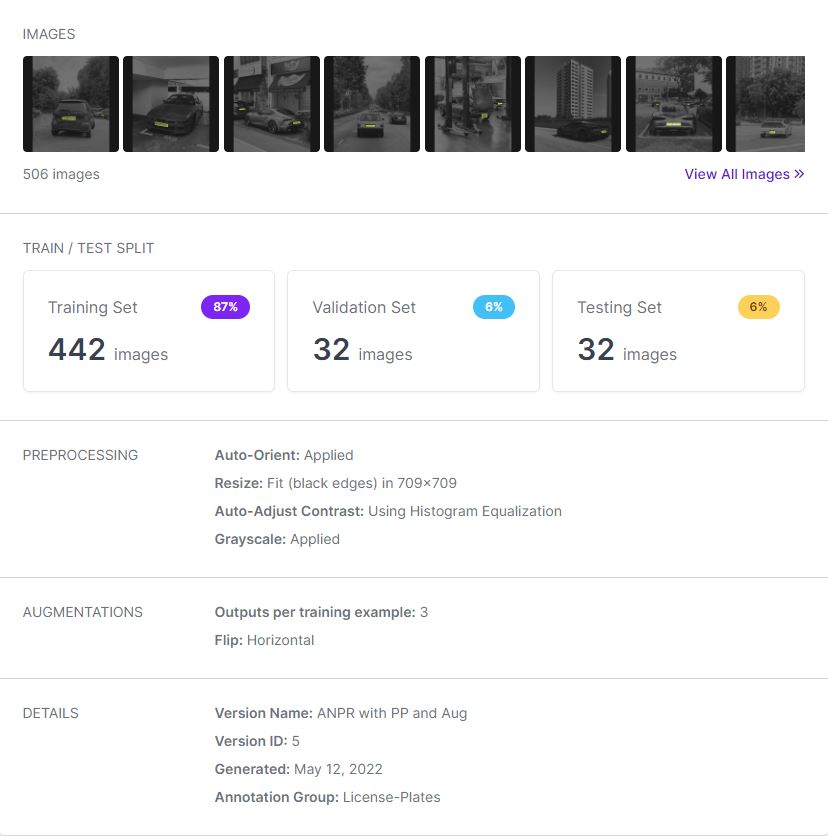 IMAGES
506 images
View All Images »
TRAIN / TEST SPLIT
Training Set 87%
442 images
Validation Set 6%
32 images
Testing Set 6%
32 images
PREPROCESSING
Auto-Orient: Applied
Resize: Fit (black edges) in 709×709
Auto-Adjust Contrast: Using Histogram Equalization
Grayscale: Applied
AUGMENTATIONS
Outputs per training example: 3
Flip: Horizontal
DETAILS
Version Name: ANPR with PP and Aug
Version ID: 5
Generated: May 12, 2022
Annotation Group: License-Plates